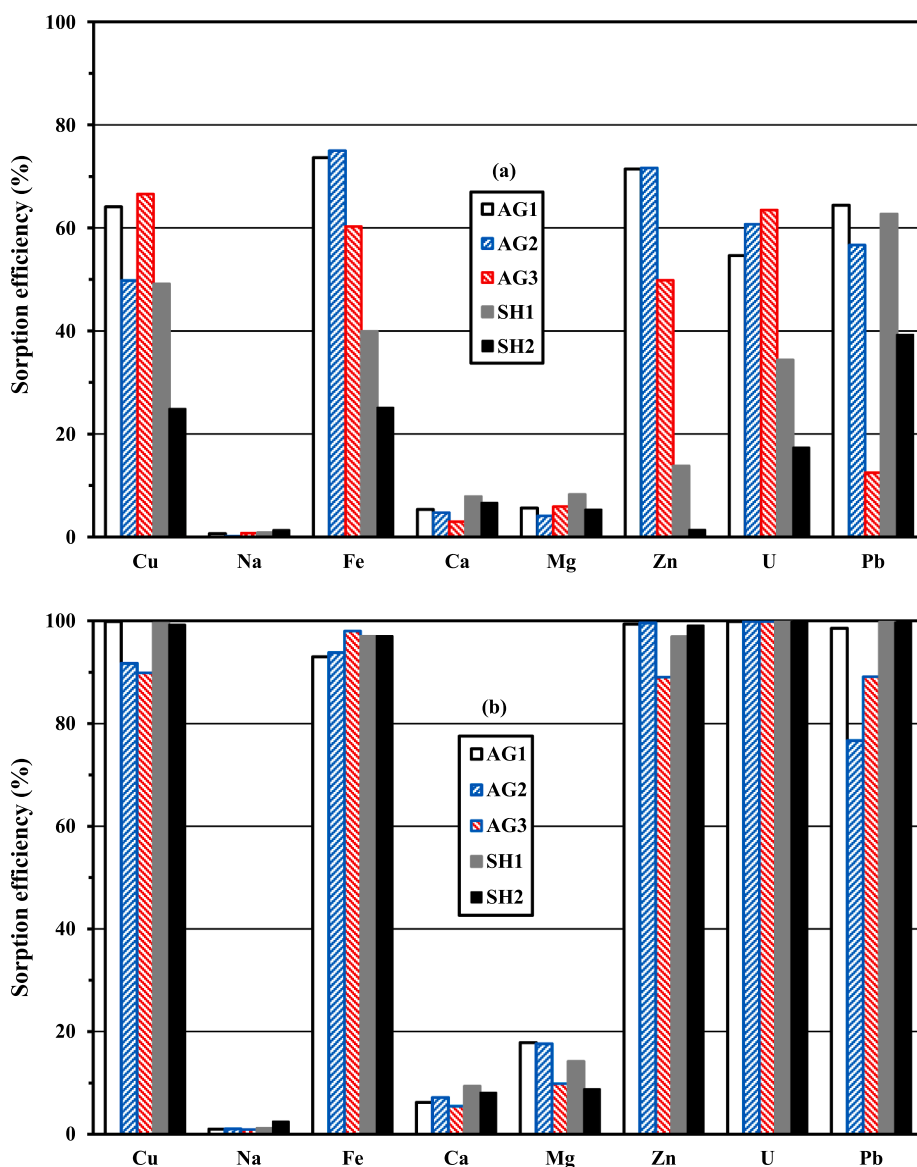 100
80
60
40
20
0
Sorption efficiency (%)
(a)
AG1
AG2
AG3
SH1
SH2
Cu Na Fe Ca Mg Zn U Pb
100
80
60
40
20
0
Sorption efficiency (%)
(b)
AG1
AG2
AG3
SH1
SH2
Cu Na Fe Ca Mg Zn U Pb